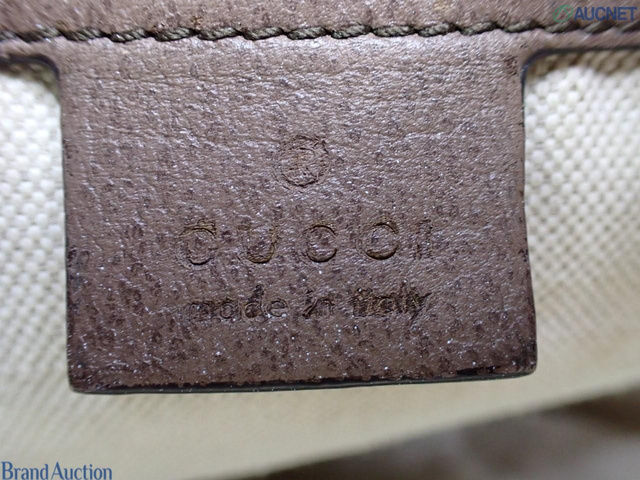 AUCNET
®
GUCCI
made in Italy
Brand Auction